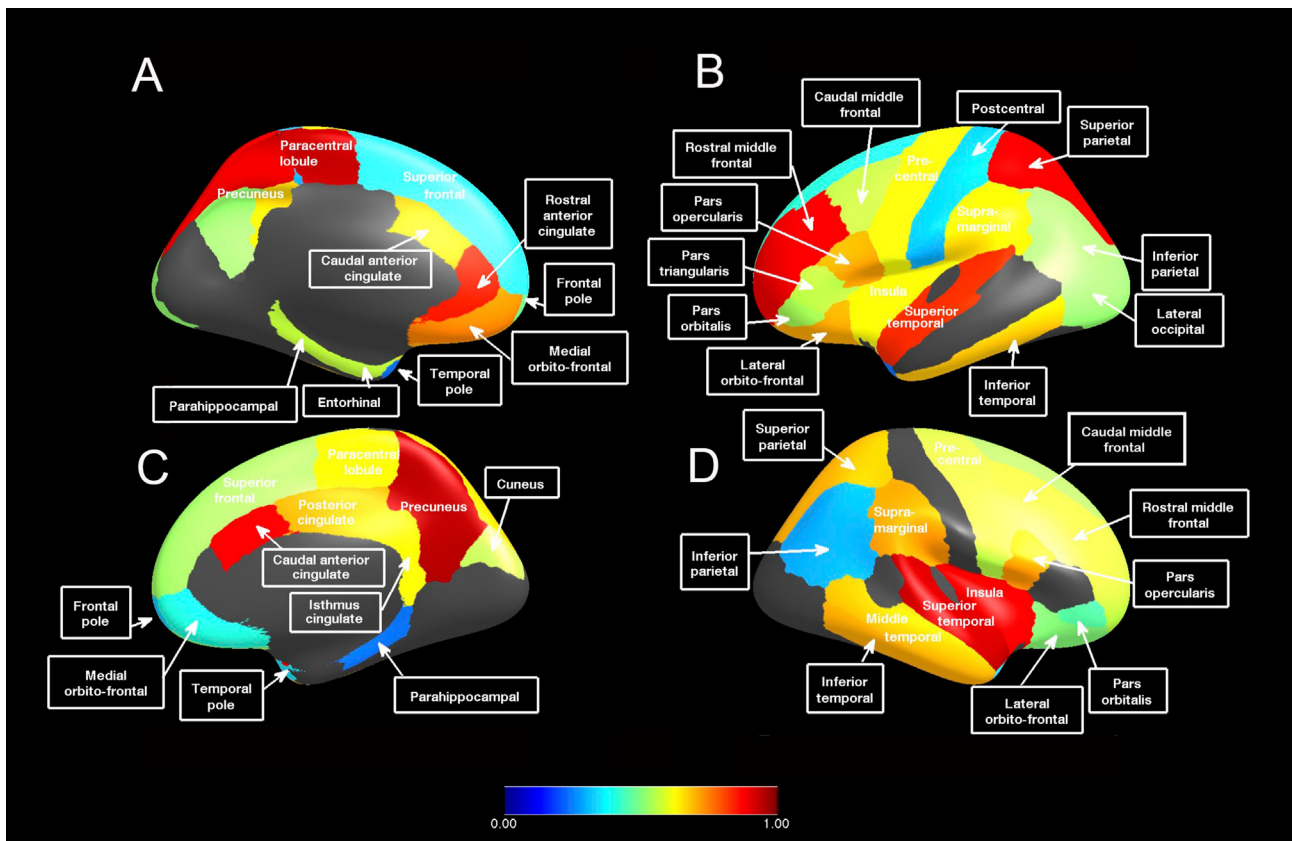 A
Paracentral
lobule
Precuneus
Superior
frontal
Rostral
anterior
cingulate
Caudal anterior
cingulate
Frontal
pole
Medial
orbito-frontal
Temporal
pole
Entorhinal
Parahippocampal
B
Caudal middle
frontal
Postcentral
Superior
parietal
Rostral middle
frontal
Pre-
central
Pars
opercularis
Supra-
marginal
Pars
triangularis
Inferior
parietal
Insula
Pars
orbitalis
Superior
temporal
Lateral
occipital
Lateral
orbito-frontal
Inferior
temporal
C
Paracentral
lobule
Superior
frontal
Cuneus
Posterior
cingulate
Precuneus
Caudal anterior
cingulate
Isthmus
cingulate
Frontal
pole
Medial
orbito-frontal
Temporal
pole
Parahippocampal
D
Superior
parietal
Pre-
central
Caudal middle
frontal
Supra-
marginal
Rostral middle
frontal
Inferior
parietal
Pars
opercularis
Insula
Superior
temporal
Middle
temporal
Inferior
temporal
Lateral
orbito-frontal
Pars
orbitalis
0.00
1.00